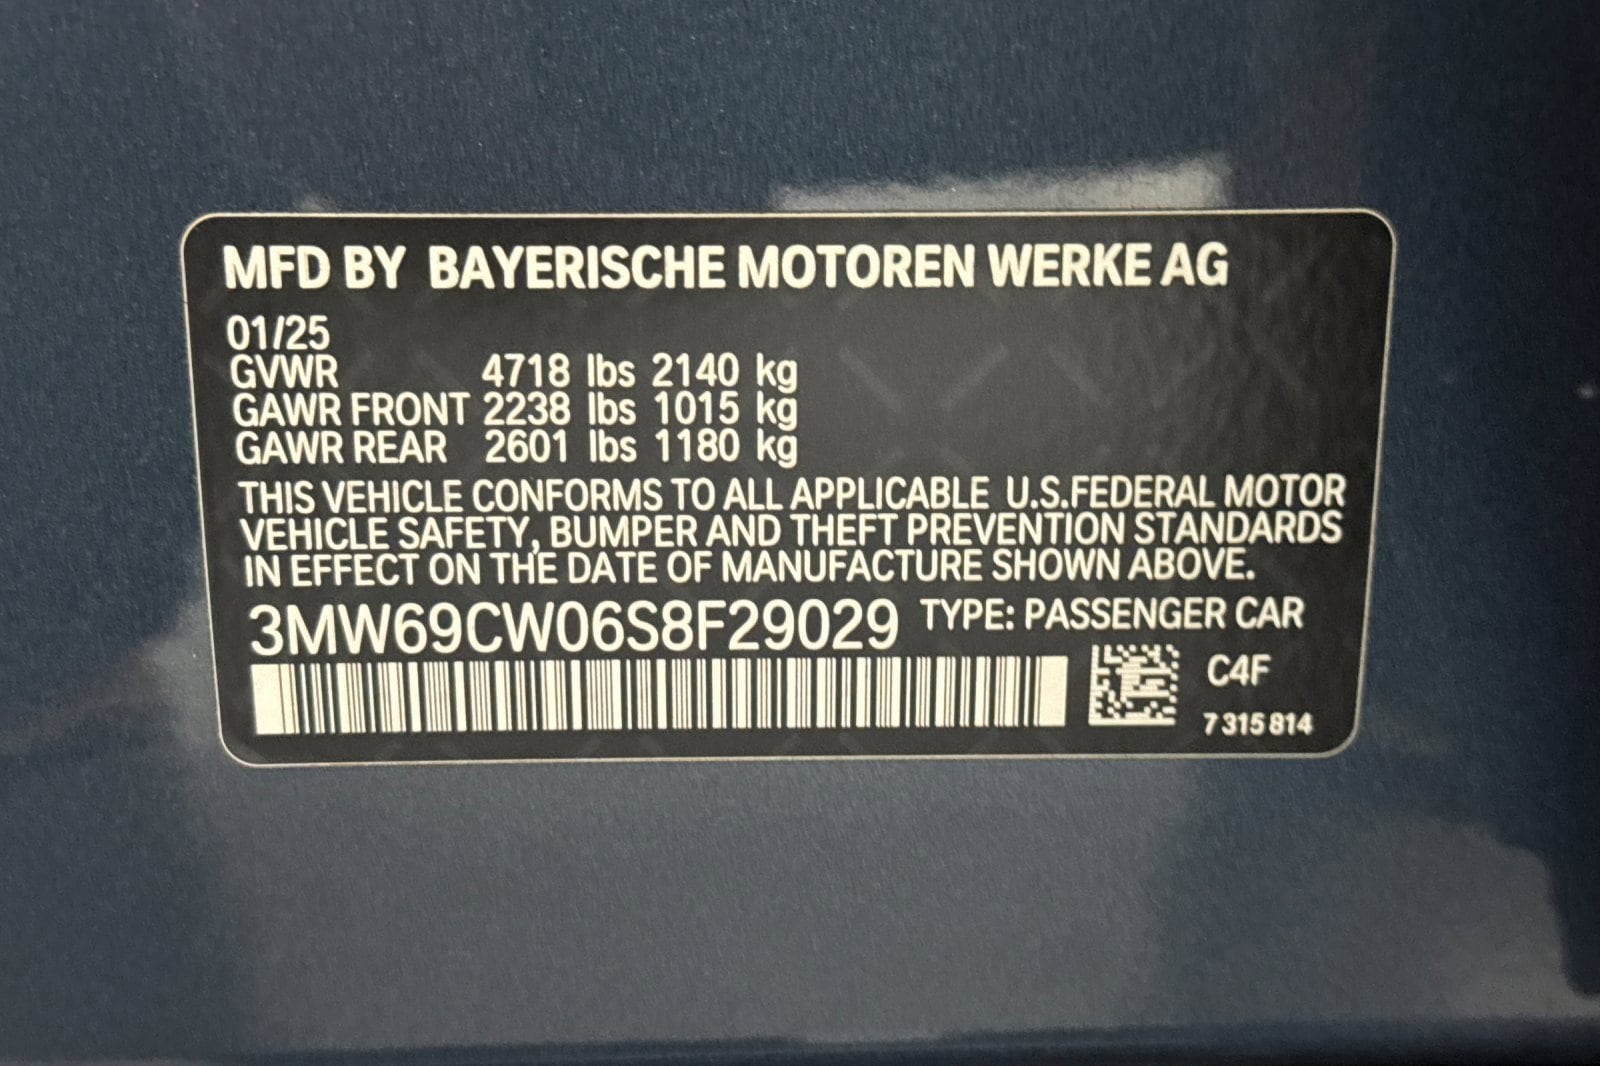 MFD BY BAYERISCHE MOTOREN WERKE AG
01/25
GVWR 4718 lbs 2140 kg
GAWR FRONT 2238 lbs 1015 kg
GAWR REAR 2601 lbs 1180 kg
THIS VEHICLE CONFORMS TO ALL APPLICABLE U.S.FEDERAL MOTOR
VEHICLE SAFETY, BUMPER AND THEFT PREVENTION STANDARDS
IN EFFECT ON THE DATE OF MANUFACTURE SHOWN ABOVE.
3MW69CW06S8F29029 TYPE: PASSENGER CAR
C4F
7 315 814